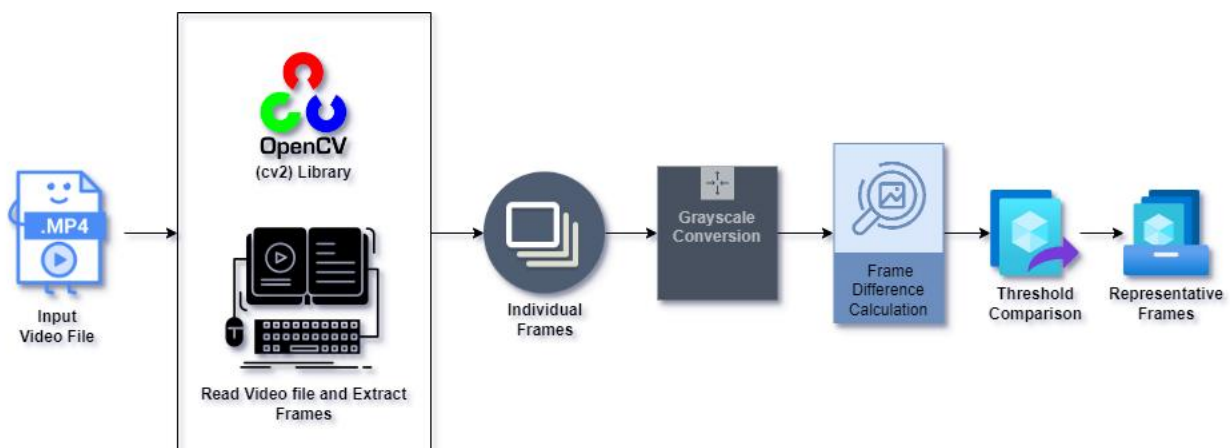 .MP4
Input
Video File
OpenCV
(cv2) Library
Read Video file and Extract
Frames
Individual
Frames
Grayscale
Conversion
Frame
Difference
Calculation
Threshold
Comparison
Representative
Frames